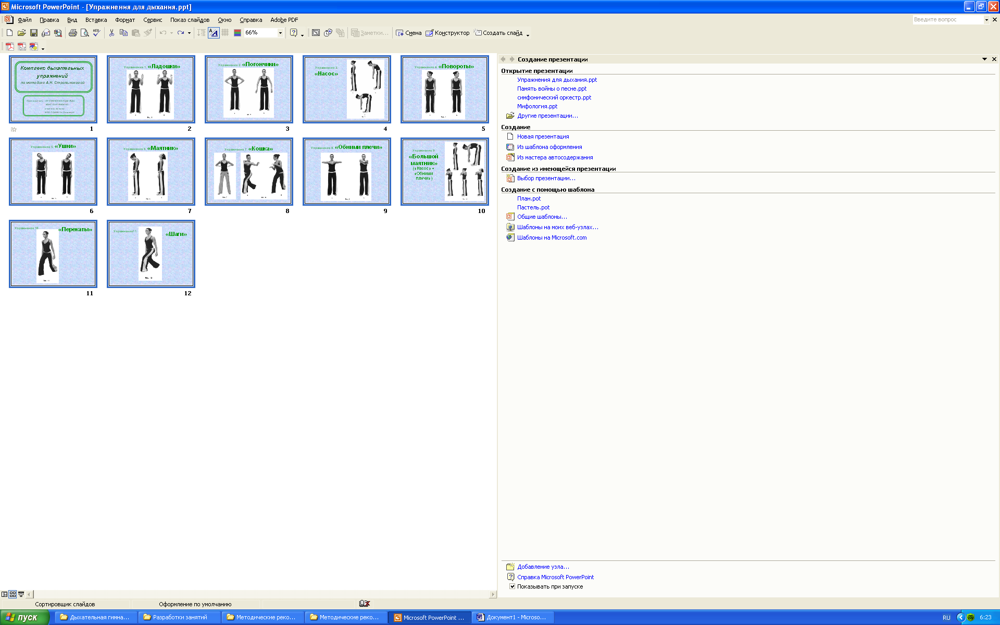 Microsoft PowerPoint - [Упражнения для дыхания.ppt]
Файл Правка Вид Вставка Формат Сервис Показ слайдов Окно Справка Adobe PDF
Введите вопрос
66% Заметки... Смена Конструктор Создать слайд
Комплекс дыхательных
упражнений
по методике А.Н. Стрельниковой
1
Упражнение 1. «Ладошки»
2
Упражнение 2. «Погончики»
3
Упражнение 3.
«Насос»
4
Упражнение 4. «Повороты»
5
Упражнение 5. «Ушки»
6
Упражнение 6. «Маятник»
7
Упражнение 7. «Кошка»
8
Упражнение 8. «Обними плечи»
9
Упражнение 9.
«Большой
маятник»
(«Насос» +
«Обними
плечи»)
10
Упражнение 10. «Перекаты»
11
Упражнение 11. «Шаги»
12
Создание презентации
Открытие презентации
Упражнения для дыхания.ppt
Память войны о песне.ppt
симфонический оркестр.ppt
Мифология.ppt
Другие презентации...
Создание
Новая презентация
Из шаблона оформления
Из мастера автосодержания
Создание из имеющейся презентации
Выбор презентации...
Создание с помощью шаблона
План.pot
Пастель.pot
Общие шаблоны...
Шаблоны на моих веб-узлах...
Шаблоны на Microsoft.com
Добавление узла...
Справка Microsoft PowerPoint
Показывать при запуске
Сортировщик слайдов Оформление по умолчанию
пуск Дыхательная гимна... Разработки занятий Методические реко... Методические реко... Microsoft PowerPoint ... Документ1 - Microso... RU 6:23